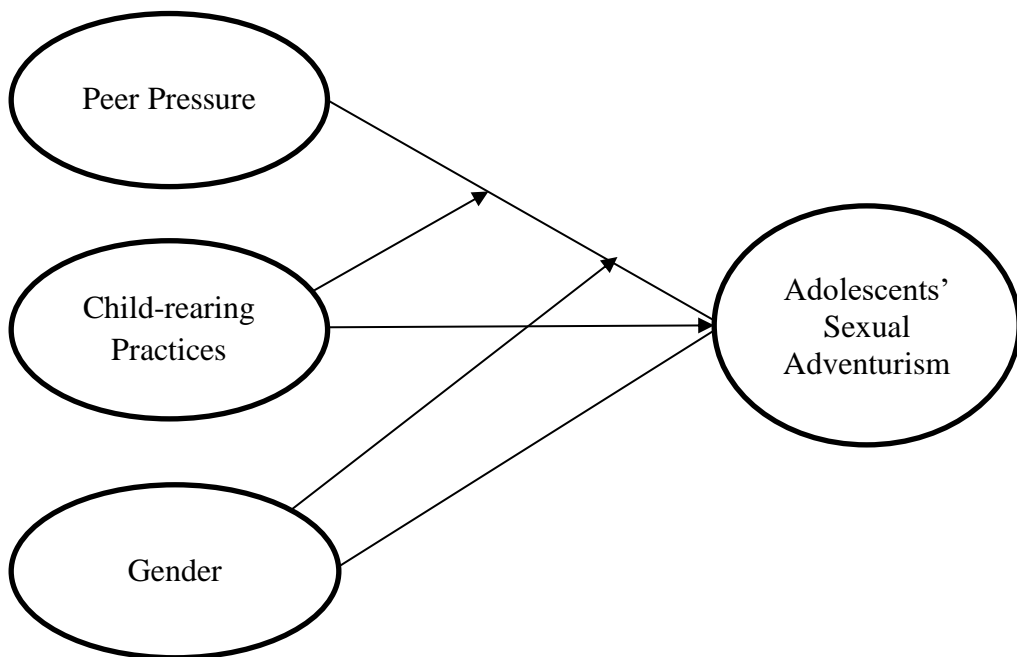 Peer Pressure
Child-rearing
Practices
Adolescents’
Sexual
Adventurism
Gender